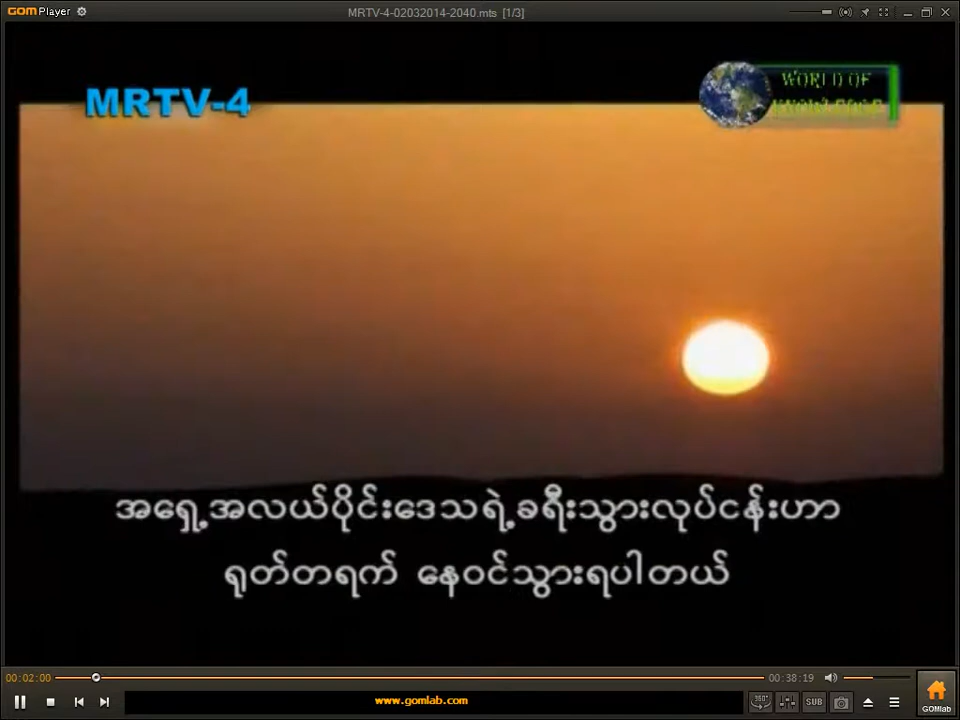 GOM Player
MRTV-4-02032014-2040.mts [1/3]
MRTV-4
WORLD OF
KNOWLEDGE
အရှေ့အလယ်ပိုင်းဒေသရဲ့ခရီးသွားလုပ်ငန်းဟာ
ရုတ်တရက် နေဝင်သွားရပါတယ်
00:02:00
00:38:19
www.gomlab.com
360°
SUB
GOMlab